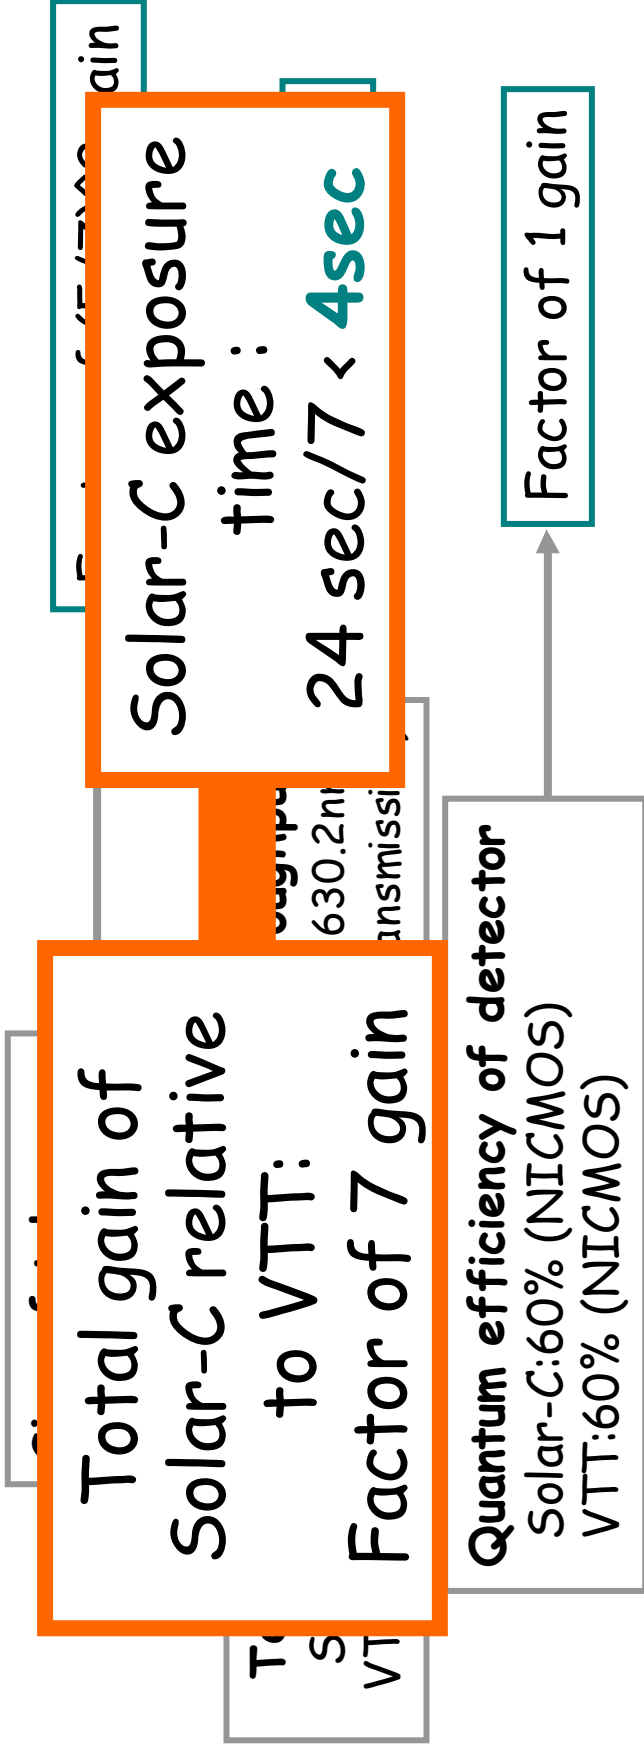 Total gain of
Solar-C relative
to VTT:
Factor of 7 gain
Solar-C exposure
time :
24 sec/7 < 4sec
630.2n
Quantum efficiency of detector
Solar-C:60% (NICMOS)
VTT:60% (NICMOS)
Factor of 1 gain